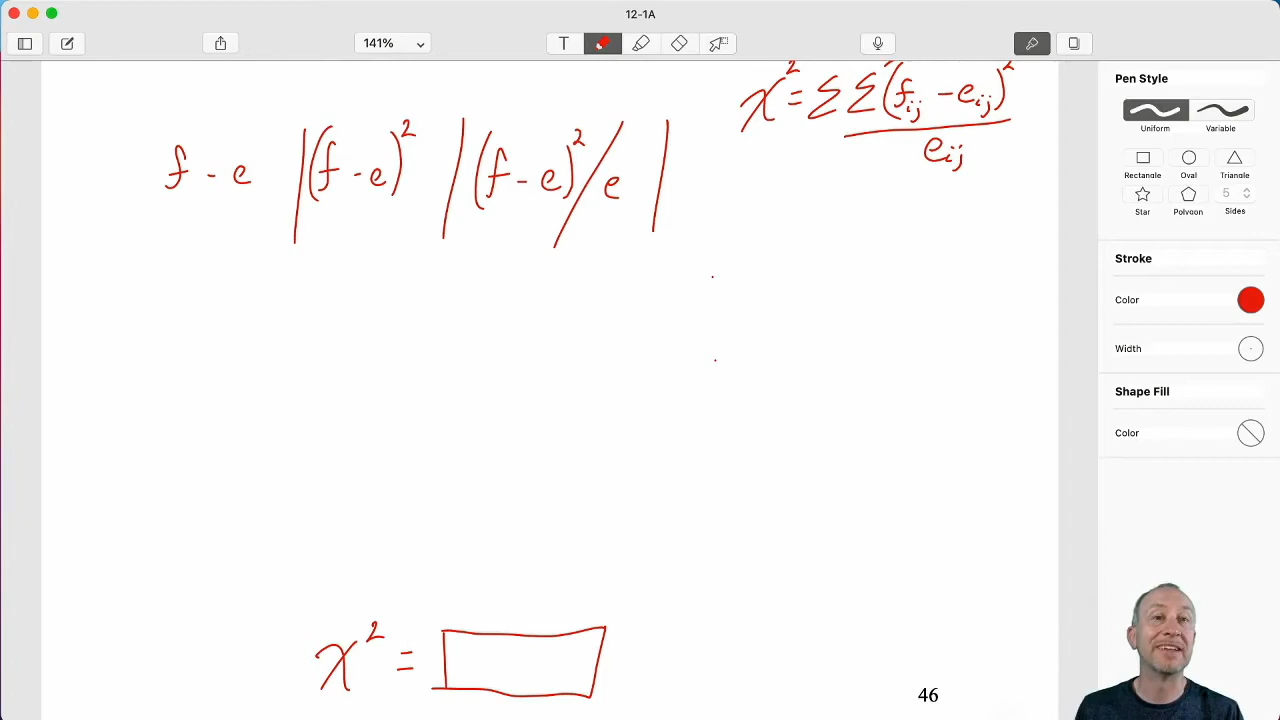 12-1A
141%
T
χ² = ΣΣ(fᵢⱼ - eᵢⱼ)²
eᵢⱼ
f - e | (f - e)² | (f - e)² / e |
χ² =
46
Pen Style
Uniform Variable
Rectangle Oval Triangle
5
Star Polygon Sides
Stroke
Color
Width
Shape Fill
Color